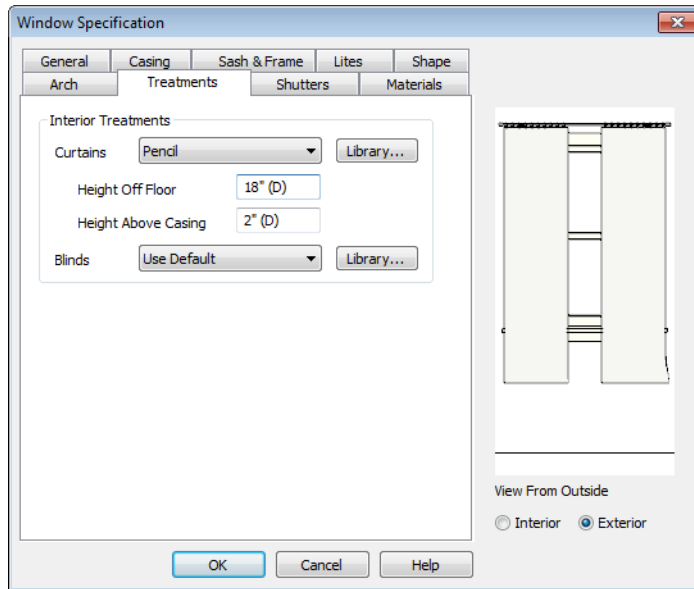 Window Specification
General Casing Sash & Frame Lites Shape
Arch Treatments Shutters Materials
Interior Treatments
Curtains Pencil Library...
Height Off Floor 18" (D)
Height Above Casing 2" (D)
Blinds Use Default Library...
View From Outside
Interior Exterior
OK Cancel Help